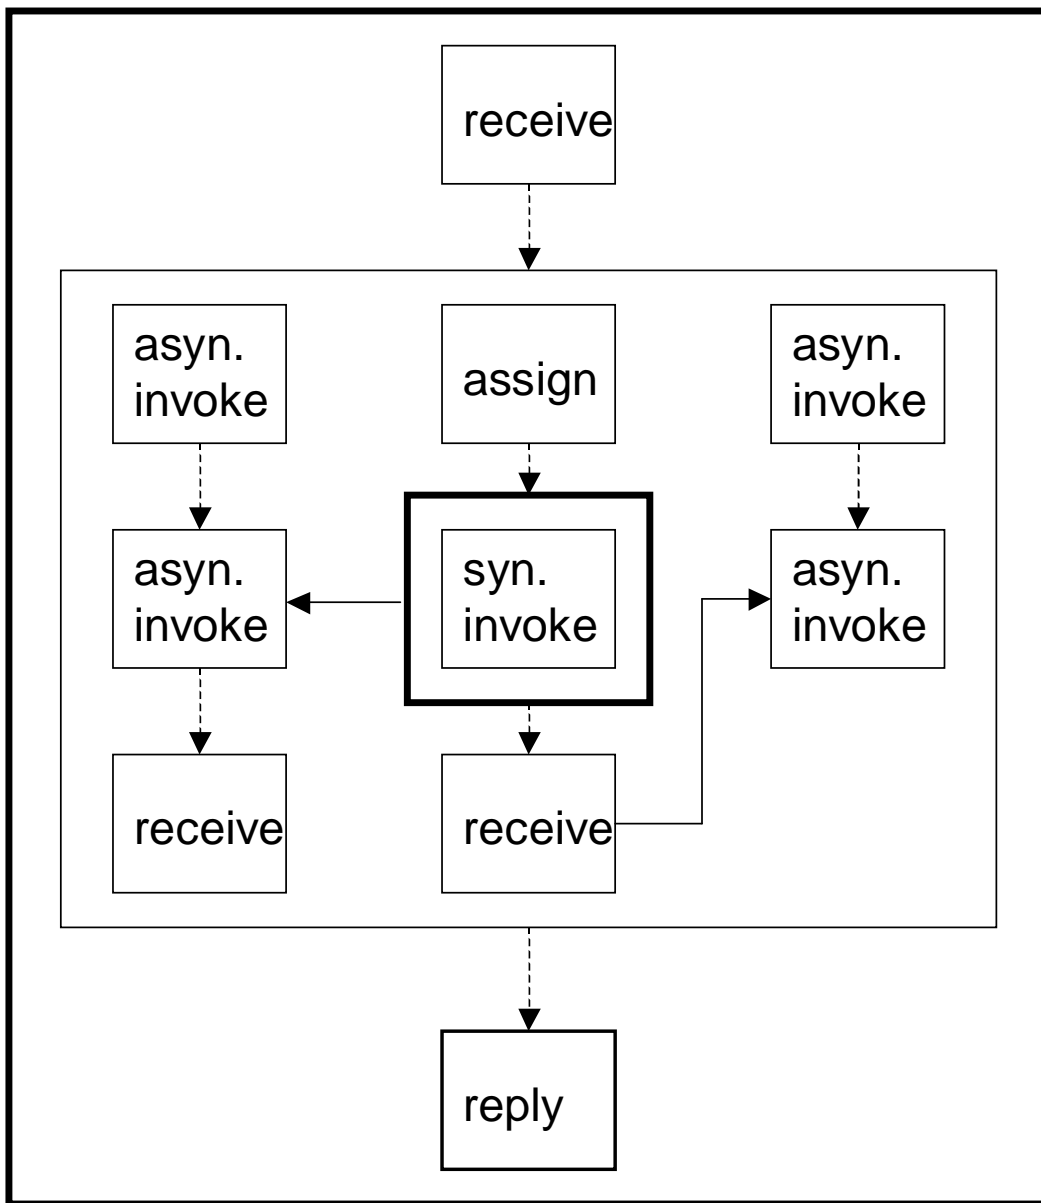 receive
asyn.
invoke
assign
asyn.
invoke
asyn.
invoke
syn.
invoke
asyn.
invoke
receive
receive
reply